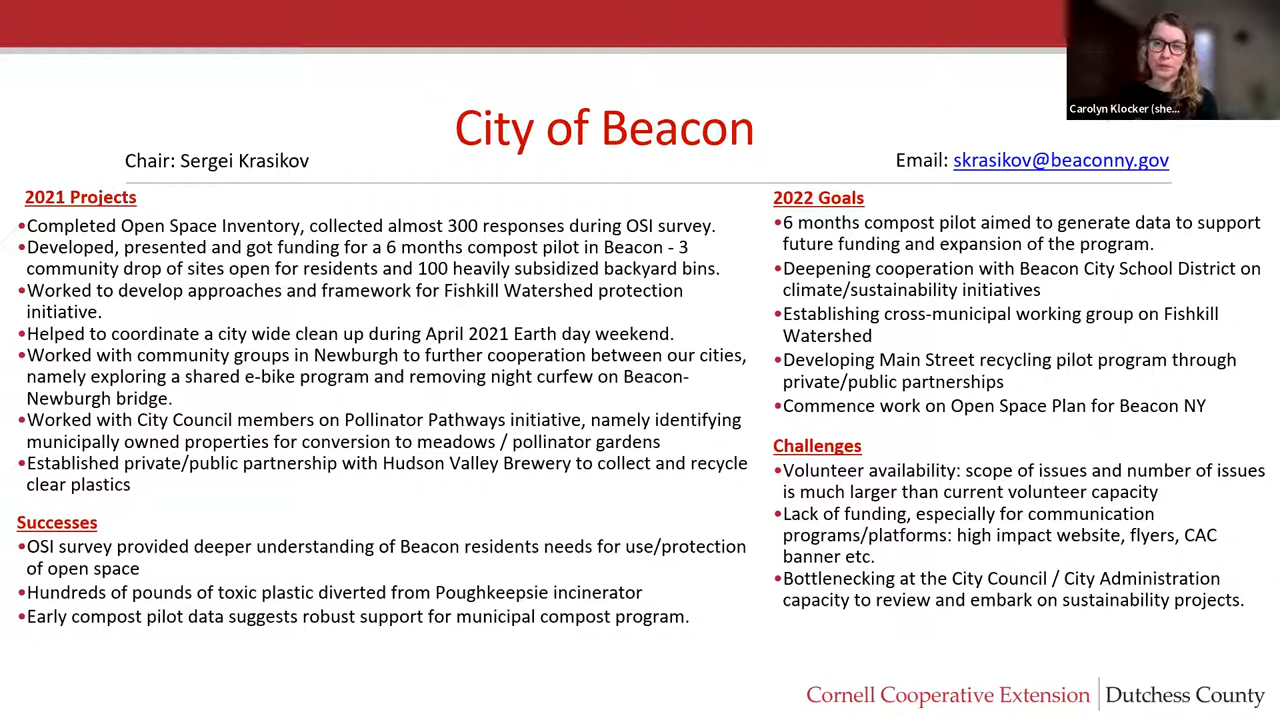 Carolyn Klocker (she...
City of Beacon
Chair: Sergei Krasikov
Email: skrasikov@beaconny.gov
2021 Projects
•Completed Open Space Inventory, collected almost 300 responses during OSI survey.
•Developed, presented and got funding for a 6 months compost pilot in Beacon - 3
community drop of sites open for residents and 100 heavily subsidized backyard bins.
•Worked to develop approaches and framework for Fishkill Watershed protection
initiative.
•Helped to coordinate a city wide clean up during April 2021 Earth day weekend.
•Worked with community groups in Newburgh to further cooperation between our cities,
namely exploring a shared e-bike program and removing night curfew on Beacon-
Newburgh bridge.
•Worked with City Council members on Pollinator Pathways initiative, namely identifying
municipally owned properties for conversion to meadows / pollinator gardens
•Established private/public partnership with Hudson Valley Brewery to collect and recycle
clear plastics
Successes
•OSI survey provided deeper understanding of Beacon residents needs for use/protection
of open space
•Hundreds of pounds of toxic plastic diverted from Poughkeepsie incinerator
•Early compost pilot data suggests robust support for municipal compost program.
2022 Goals
•6 months compost pilot aimed to generate data to support
future funding and expansion of the program.
•Deepening cooperation with Beacon City School District on
climate/sustainability initiatives
•Establishing cross-municipal working group on Fishkill
Watershed
•Developing Main Street recycling pilot program through
private/public partnerships
•Commence work on Open Space Plan for Beacon NY
Challenges
•Volunteer availability: scope of issues and number of issues
is much larger than current volunteer capacity
•Lack of funding, especially for communication
programs/platforms: high impact website, flyers, CAC
banner etc.
•Bottlenecking at the City Council / City Administration
capacity to review and embark on sustainability projects.
Cornell Cooperative Extension | Dutchess County